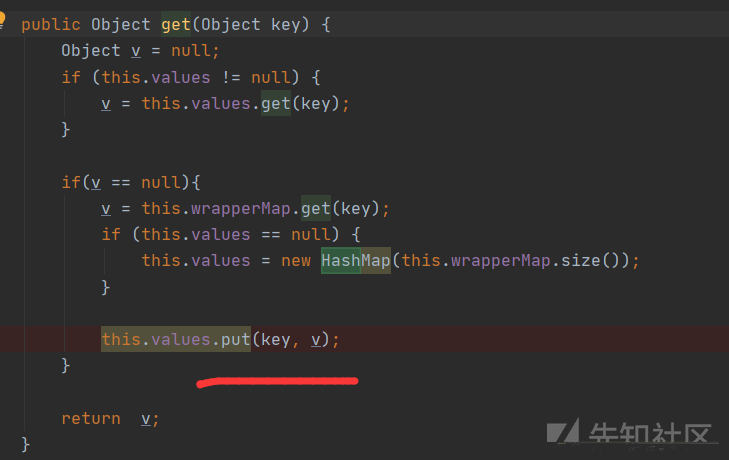 public Object get(Object key) {
    Object v = null;
    if (this.values != null) {
        v = this.values.get(key);
    }

    if(v == null){
        v = this.wrapperMap.get(key);
        if (this.values == null) {
            this.values = new HashMap(this.wrapperMap.size());
        }

        this.values.put(key, v);
    }

    return  v;
}
先知社区